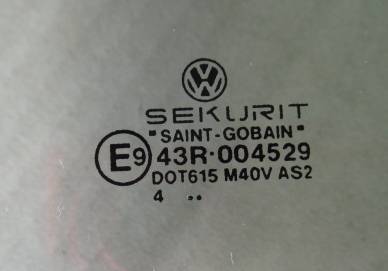 SEKURIT
"SAINT-GOBAIN"
E9 43R·004529
DOT615 M40V AS2
4 ..